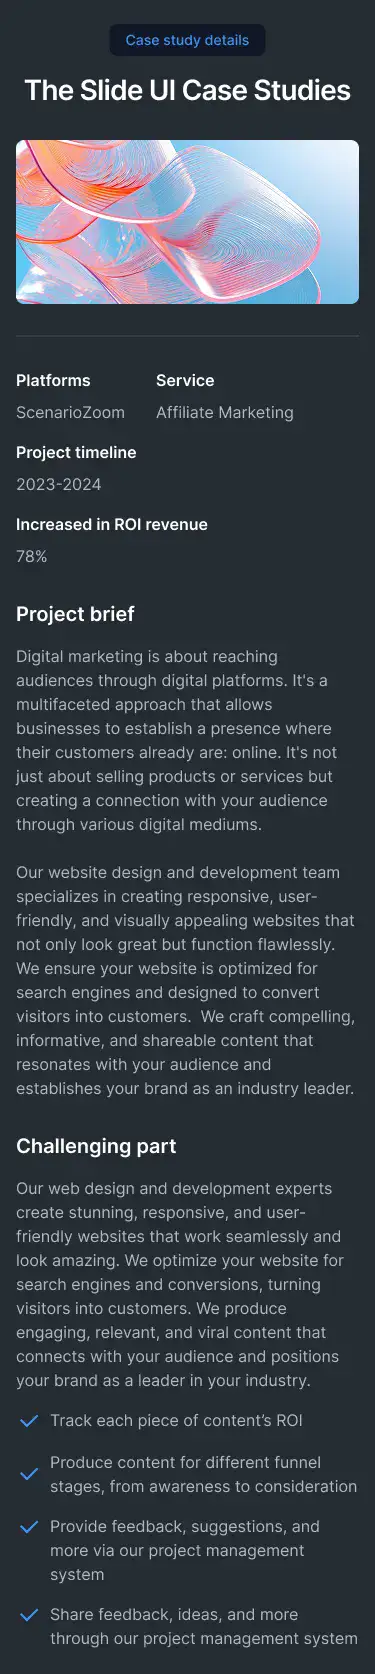 Case study details
The Slide UI Case Studies
Platforms
Service
ScenarioZoom
Affiliate Marketing
Project timeline
2023-2024
Increased in ROI revenue
78%
Project brief
Digital marketing is about reaching
audiences through digital platforms. It's a
multifaceted approach that allows
businesses to establish a presence where
their customers already are: online. It's not
just about selling products or services but
creating a connection with your audience
through various digital mediums.
Our website design and development team
specializes in creating responsive, user-
friendly, and visually appealing websites that
not only look great but function flawlessly.
We ensure your website is optimized for
search engines and designed to convert
visitors into customers.  We craft compelling,
informative, and shareable content that
resonates with your audience and
establishes your brand as an industry leader.
Challenging part
Our web design and development experts
create stunning, responsive, and user-
friendly websites that work seamlessly and
look amazing. We optimize your website for
search engines and conversions, turning
visitors into customers. We produce
engaging, relevant, and viral content that
connects with your audience and positions
your brand as a leader in your industry.
Track each piece of content’s ROI
Produce content for different funnel
stages, from awareness to consideration
Provide feedback, suggestions, and
more via our project management
system
Share feedback, ideas, and more
through our project management system